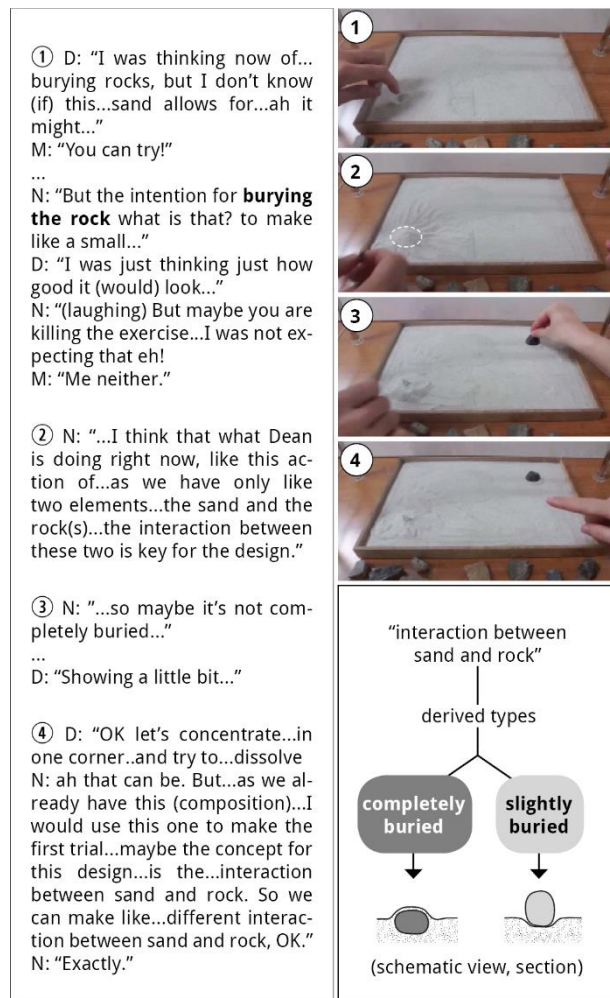 ① D: “I was thinking now of...
burying rocks, but I don’t know
(if) this...sand allows for...ah it
might...”
M: “You can try!”
...
N: “But the intention for burying
the rock what is that? to make
like a small...”
D: “I was just thinking just how
good it (would) look...”
N: “(laughing) But maybe you are
killing the exercise...I was not ex-
pecting that eh!
M: “Me neither.”
② N: “...I think that what Dean
is doing right now, like this ac-
tion of...as we have only like
two elements...the sand and the
rock(s)...the interaction between
these two is key for the design.”
③ N: ”...so maybe it’s not com-
pletely buried...”
...
D: “Showing a little bit...”
④ D: “OK let’s concentrate...in
one corner..and try to...dissolve
N: ah that can be. But...as we al-
ready have this (composition)...I
would use this one to make the
first trial...maybe the concept for
this design...is the...interaction
between sand and rock. So we
can make like...different interac-
tion between sand and rock, OK.”
N: “Exactly.”
1
2
3
4
“interaction between
sand and rock”
derived types
completely
buried
slightly
buried
(schematic view, section)